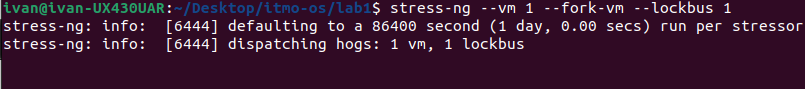 ivan@ivan-UX430UAR:~/Desktop/itmo-os/lab1$ stress-ng --vm 1 --fork-vm --lockbus 1
stress-ng: info:  [6444] defaulting to a 86400 second (1 day, 0.00 secs) run per stressor
stress-ng: info:  [6444] dispatching hogs: 1 vm, 1 lockbus